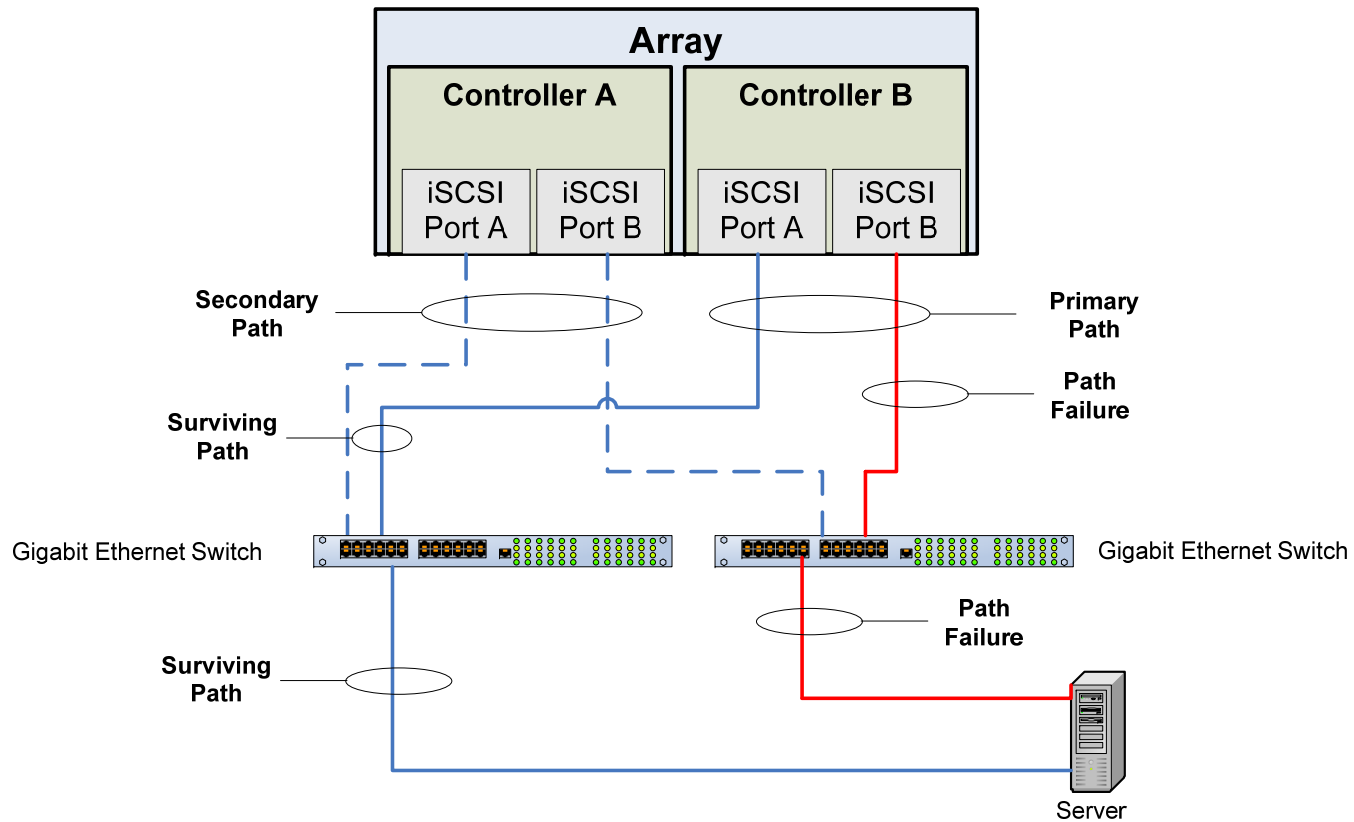 Array
Controller A
Controller B
iSCSI
Port A
iSCSI
Port B
iSCSI
Port A
iSCSI
Port B
Secondary
Path
Primary
Path
Path
Failure
Surviving
Path
Gigabit Ethernet Switch
Gigabit Ethernet Switch
Path
Failure
Surviving
Path
Server